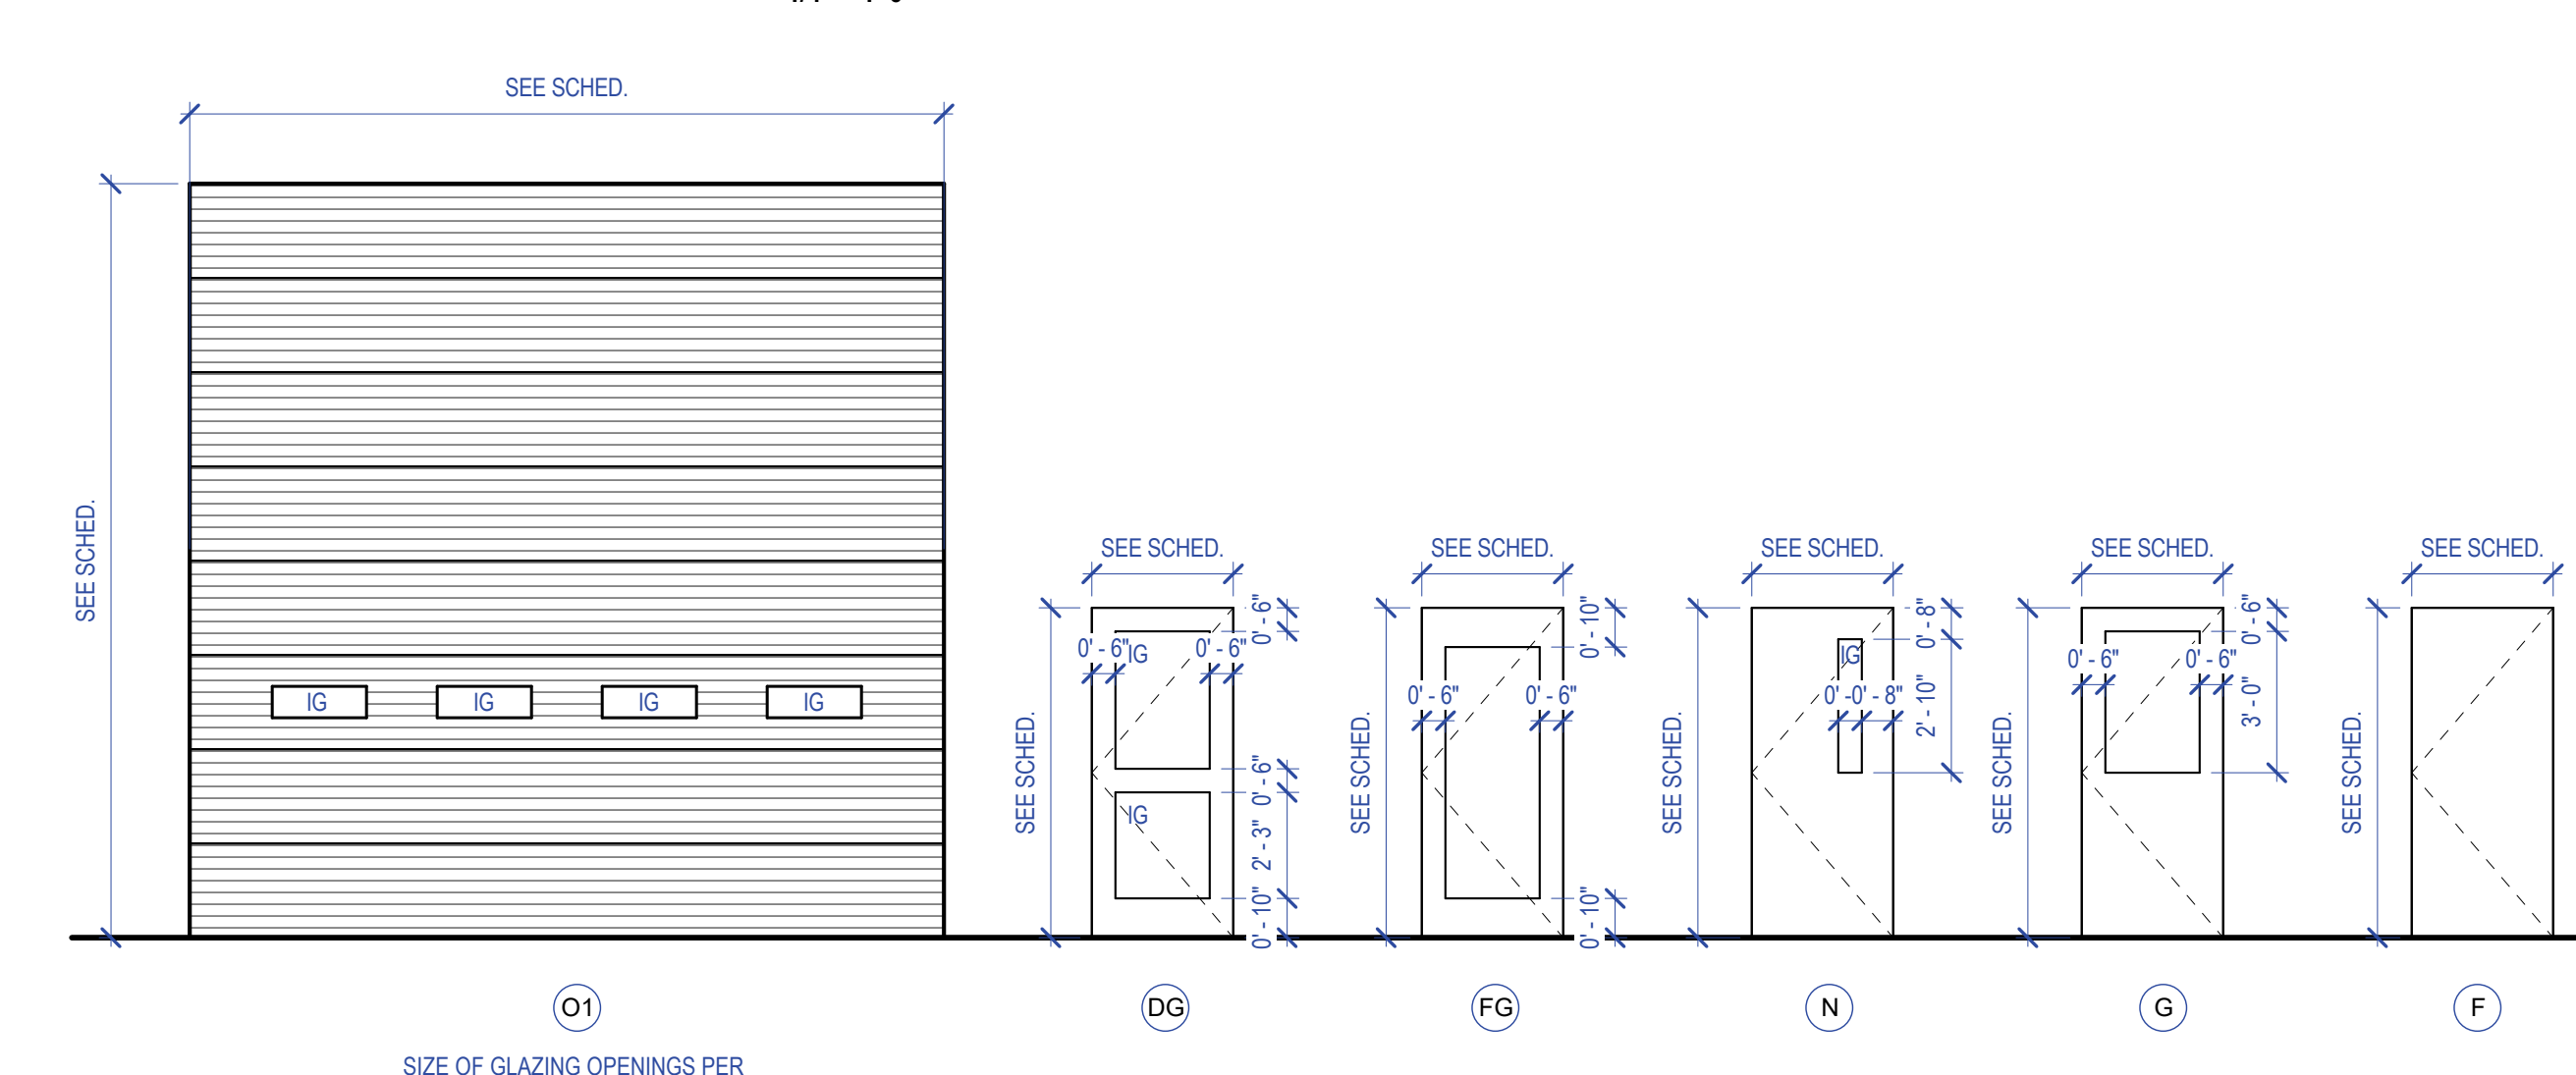 SEE SCHED.
SEE SCHED.
IG
IG
IG
IG
O1
SIZE OF GLAZING OPENINGS PER
SEE SCHED.
SEE SCHED.
0' - 6"
0' - 6"
IG
0' - 6"
0' - 6"
IG
2' - 3"
0' - 10"
DG
SEE SCHED.
SEE SCHED.
0' - 10"
0' - 6"
0' - 6"
0' - 10"
FG
SEE SCHED.
SEE SCHED.
0' - 8"
IG
0' -
0' - 8"
2' - 10"
N
SEE SCHED.
SEE SCHED.
0' - 6"
0' - 6"
0' - 6"
3' - 0"
G
SEE SCHED.
SEE SCHED.
F